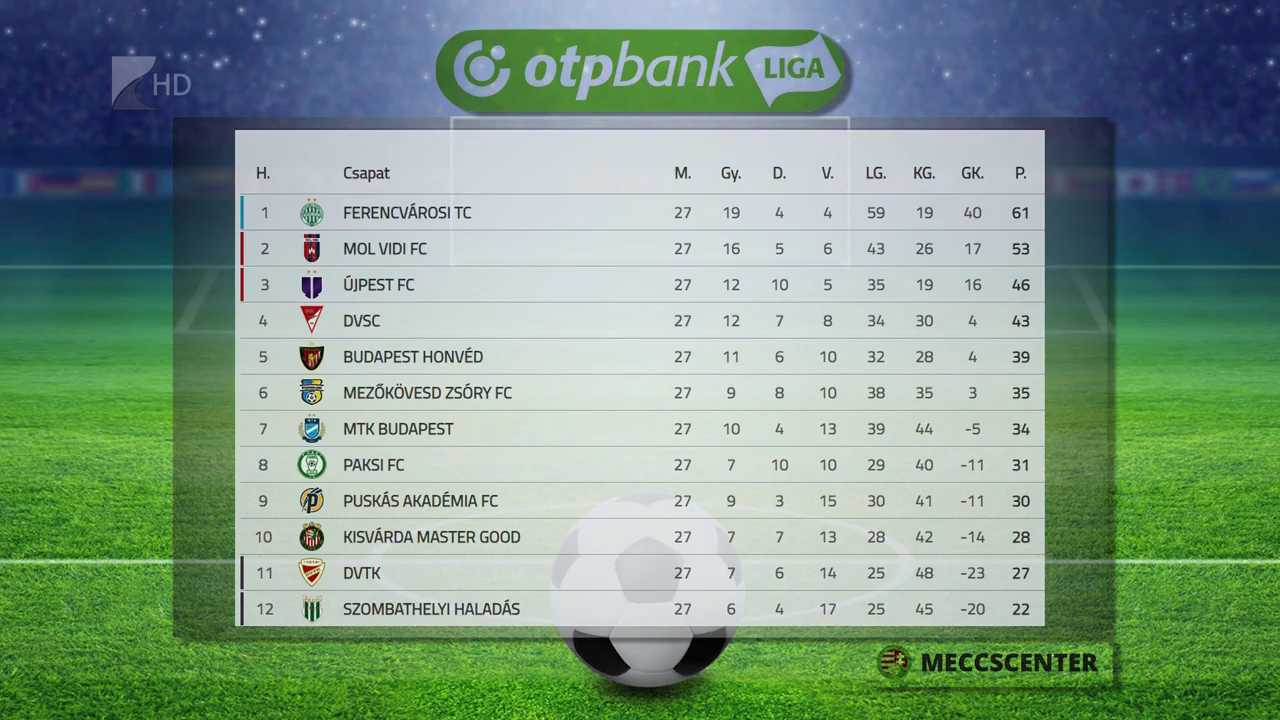 otpbank LIGA
HD
H. Csapat M. Gy. D. V. LG. KG. GK. P.
1 FERENCVÁROSI TC 27 19 4 4 59 19 40 61
2 MOL VIDI FC 27 16 5 6 43 26 17 53
3 ÚJPEST FC 27 12 10 5 35 19 16 46
4 DVSC 27 12 7 8 34 30 4 43
5 BUDAPEST HONVÉD 27 11 6 10 32 28 4 39
6 MEZŐKÖVESD ZSÓRY FC 27 9 8 10 38 35 3 35
7 MTK BUDAPEST 27 10 4 13 39 44 -5 34
8 PAKSI FC 27 7 10 10 29 40 -11 31
9 PUSKÁS AKADÉMIA FC 27 9 3 15 30 41 -11 30
10 KISVÁRDA MASTER GOOD 27 7 7 13 28 42 -14 28
11 DVTK 27 7 6 14 25 48 -23 27
12 SZOMBATHELYI HALADÁS 27 6 4 17 25 45 -20 22
MECCSCENTER